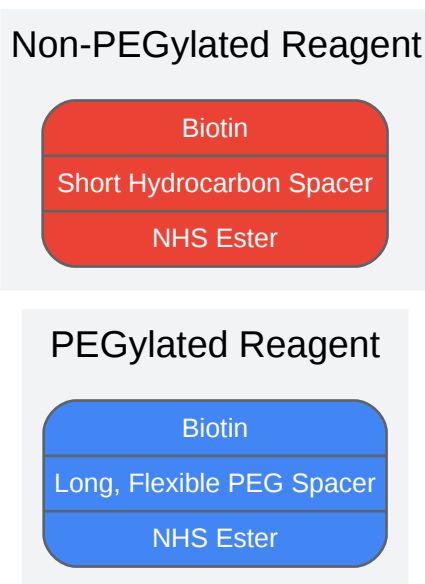 Non-PEGylated Reagent
Biotin
Short Hydrocarbon Spacer
NHS Ester
PEGylated Reagent
Biotin
Long, Flexible PEG Spacer
NHS Ester